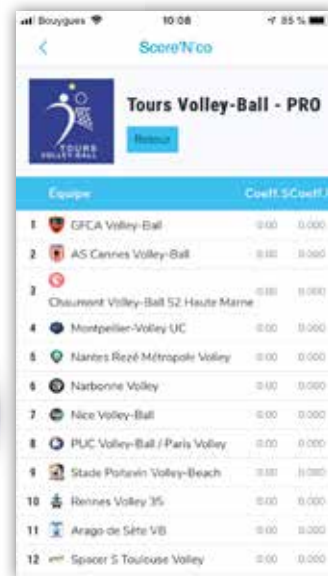 Bouygues 10:08 85 %
Score'N'co
Tours Volley-Ball - PRO
TOURS
VOLLEY-BALL
Retour
Équipe Coeff.S Coeff.
1 GFCA Volley-Ball 0.00 0.000
2 AS Cannes Volley-Ball 0.00 0.000
3 0.00 0.000
Chaumont Volley-Ball 52 Haute Marne
4 Montpellier-Volley UC 0.00 0.000
5 Nantes Rezé Métropole Volley 0.00 0.000
6 Narbonne Volley 0.00 0.000
7 Nice Volley-Ball 0.00 0.000
8 PUC Volley-Ball / Paris Volley 0.00 0.000
9 Stade Poitevin Volley-Beach 0.00 0.000
10 Rennes Volley 35 0.00 0.000
11 Arago de Sète VB 0.00 0.000
12 Spacer S Toulouse Volley 0.00 0.000